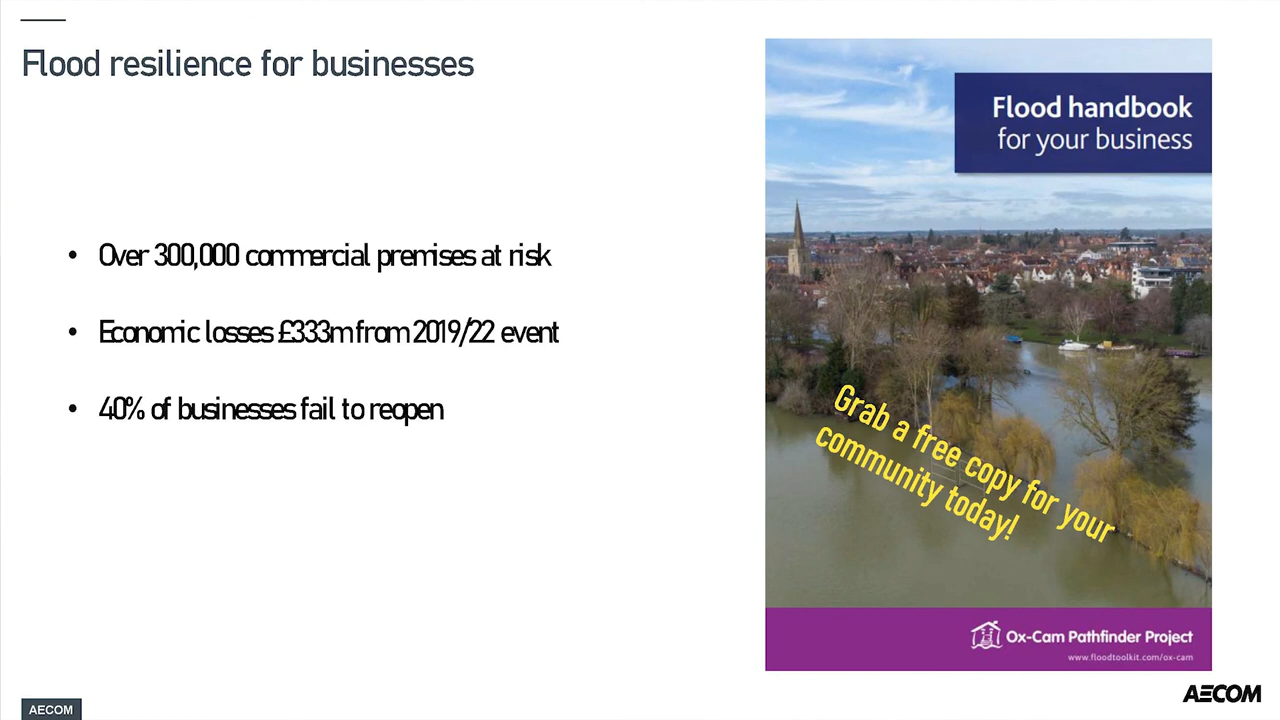 Flood resilience for businesses
• Over 300,000 commercial premises at risk
• Economic losses £333m from 2019/22 event
• 40% of businesses fail to reopen
Flood handbook
for your business
Grab a free copy for your
community today!
Ox-Cam Pathfinder Project
www.floodtoolkit.com/ox-cam
AECOM
AECOM